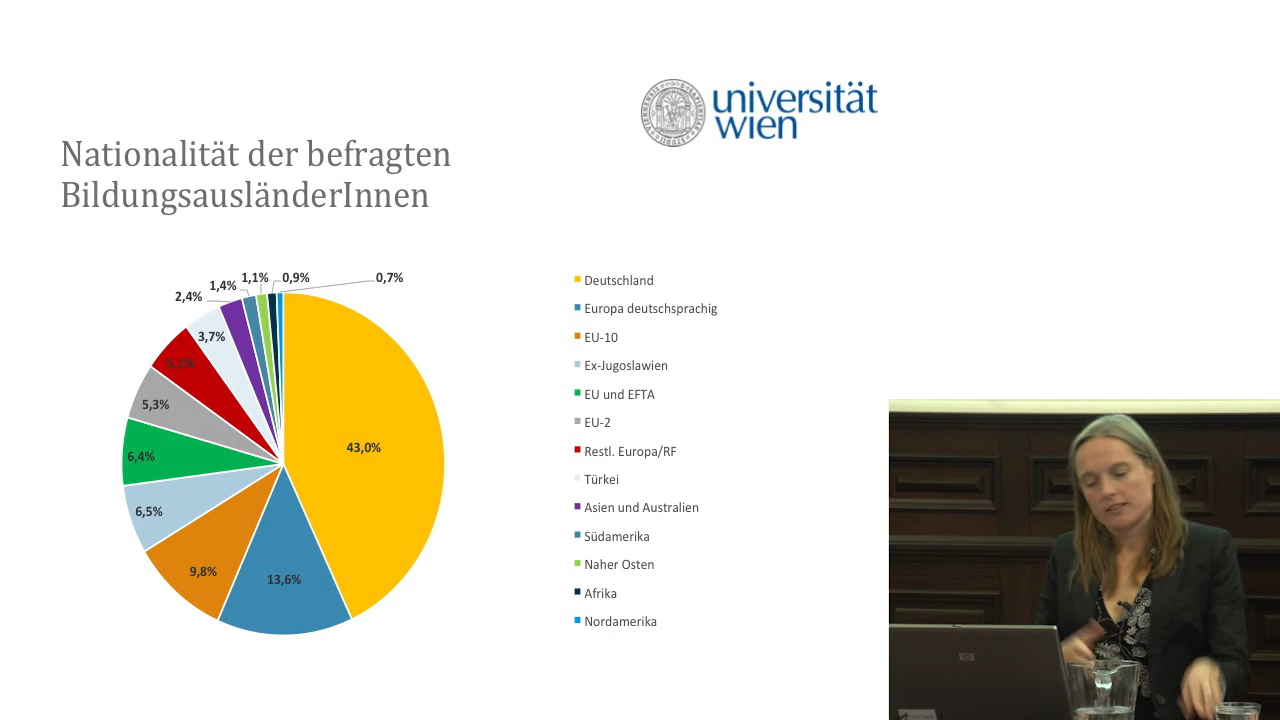 universität
wien
Nationalität der befragten
BildungsausländerInnen
43,0%
13,6%
9,8%
6,5%
6,4%
5,3%
3,7%
2,4%
1,4%
1,1%
0,9%
0,7%
Deutschland
Europa deutschsprachig
EU-10
Ex-Jugoslawien
EU und EFTA
EU-2
Restl. Europa/RF
Türkei
Asien und Australien
Südamerika
Naher Osten
Afrika
Nordamerika
hp